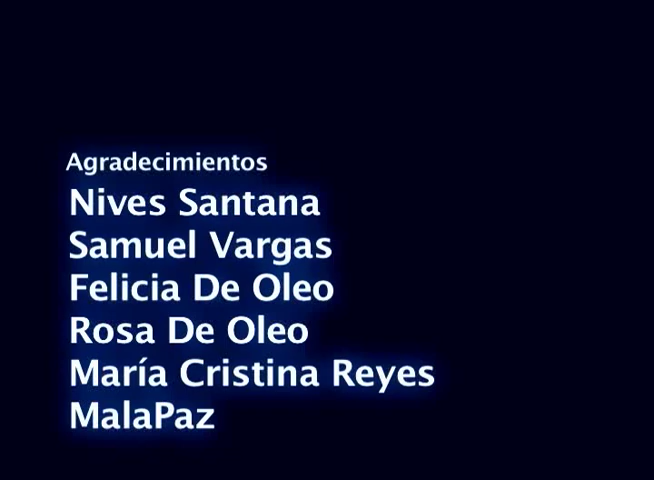 Agradecimientos
Nives Santana
Samuel Vargas
Felicia De Oleo
Rosa De Oleo
María Cristina Reyes
MalaPaz